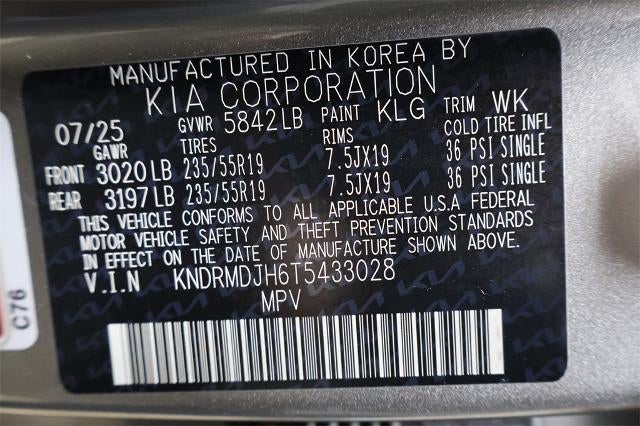 MANUFACTURED IN KOREA BY
KIA CORPORATION
07/25 GVWR 5842LB PAINT KLG TRIM WK
GAWR TIRES RIMS COLD TIRE INFL
FRONT 3020LB 235/55R19 7.5JX19 36 PSI SINGLE
REAR 3197LB 235/55R19 7.5JX19 36 PSI SINGLE
THIS VEHICLE CONFORMS TO ALL APPLICABLE U.S.A FEDERAL
MOTOR VEHICLE SAFETY AND THEFT PREVENTION STANDARDS
IN EFFECT ON THE DATE OF MANUFACTURE SHOWN ABOVE.
V.I.N KNDRMDJH6T5433028
MPV
C76